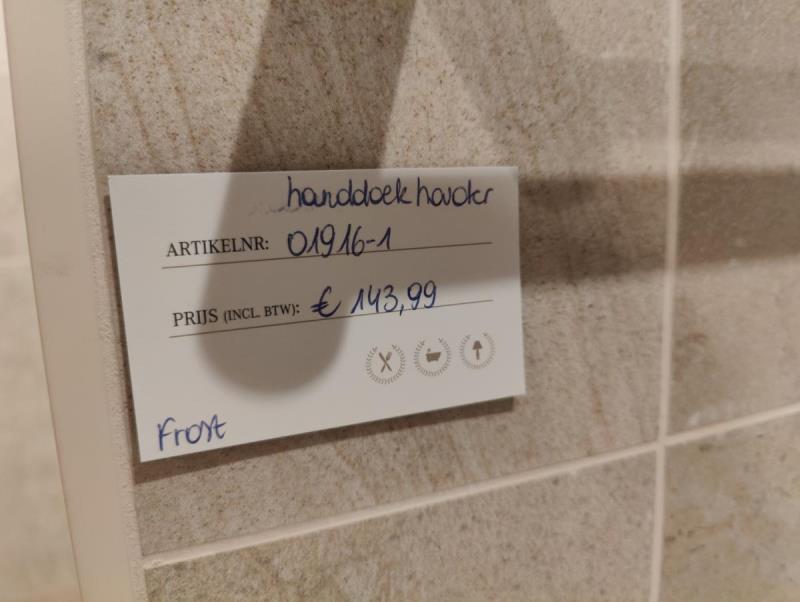 handdoek houder
ARTIKELNR: 01916-1
PRIJS (INCL. BTW): € 143,99
Frost